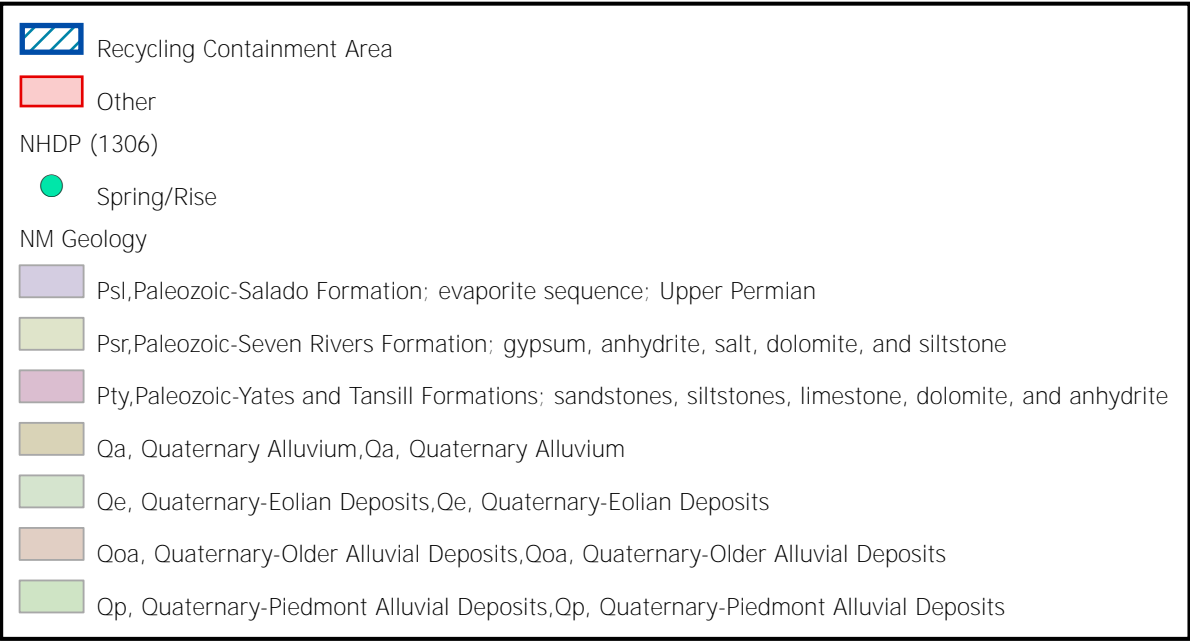 Recycling Containment Area
Other
NHDP (1306)
Spring/Rise
NM Geology
Psl,Paleozoic-Salado Formation; evaporite sequence; Upper Permian
Psr,Paleozoic-Seven Rivers Formation; gypsum, anhydrite, salt, dolomite, and siltstone
Pty,Paleozoic-Yates and Tansill Formations; sandstones, siltstones, limestone, dolomite, and anhydrite
Qa, Quaternary Alluvium,Qa, Quaternary Alluvium
Qe, Quaternary-Eolian Deposits,Qe, Quaternary-Eolian Deposits
Qoa, Quaternary-Older Alluvial Deposits,Qoa, Quaternary-Older Alluvial Deposits
Qp, Quaternary-Piedmont Alluvial Deposits,Qp, Quaternary-Piedmont Alluvial Deposits